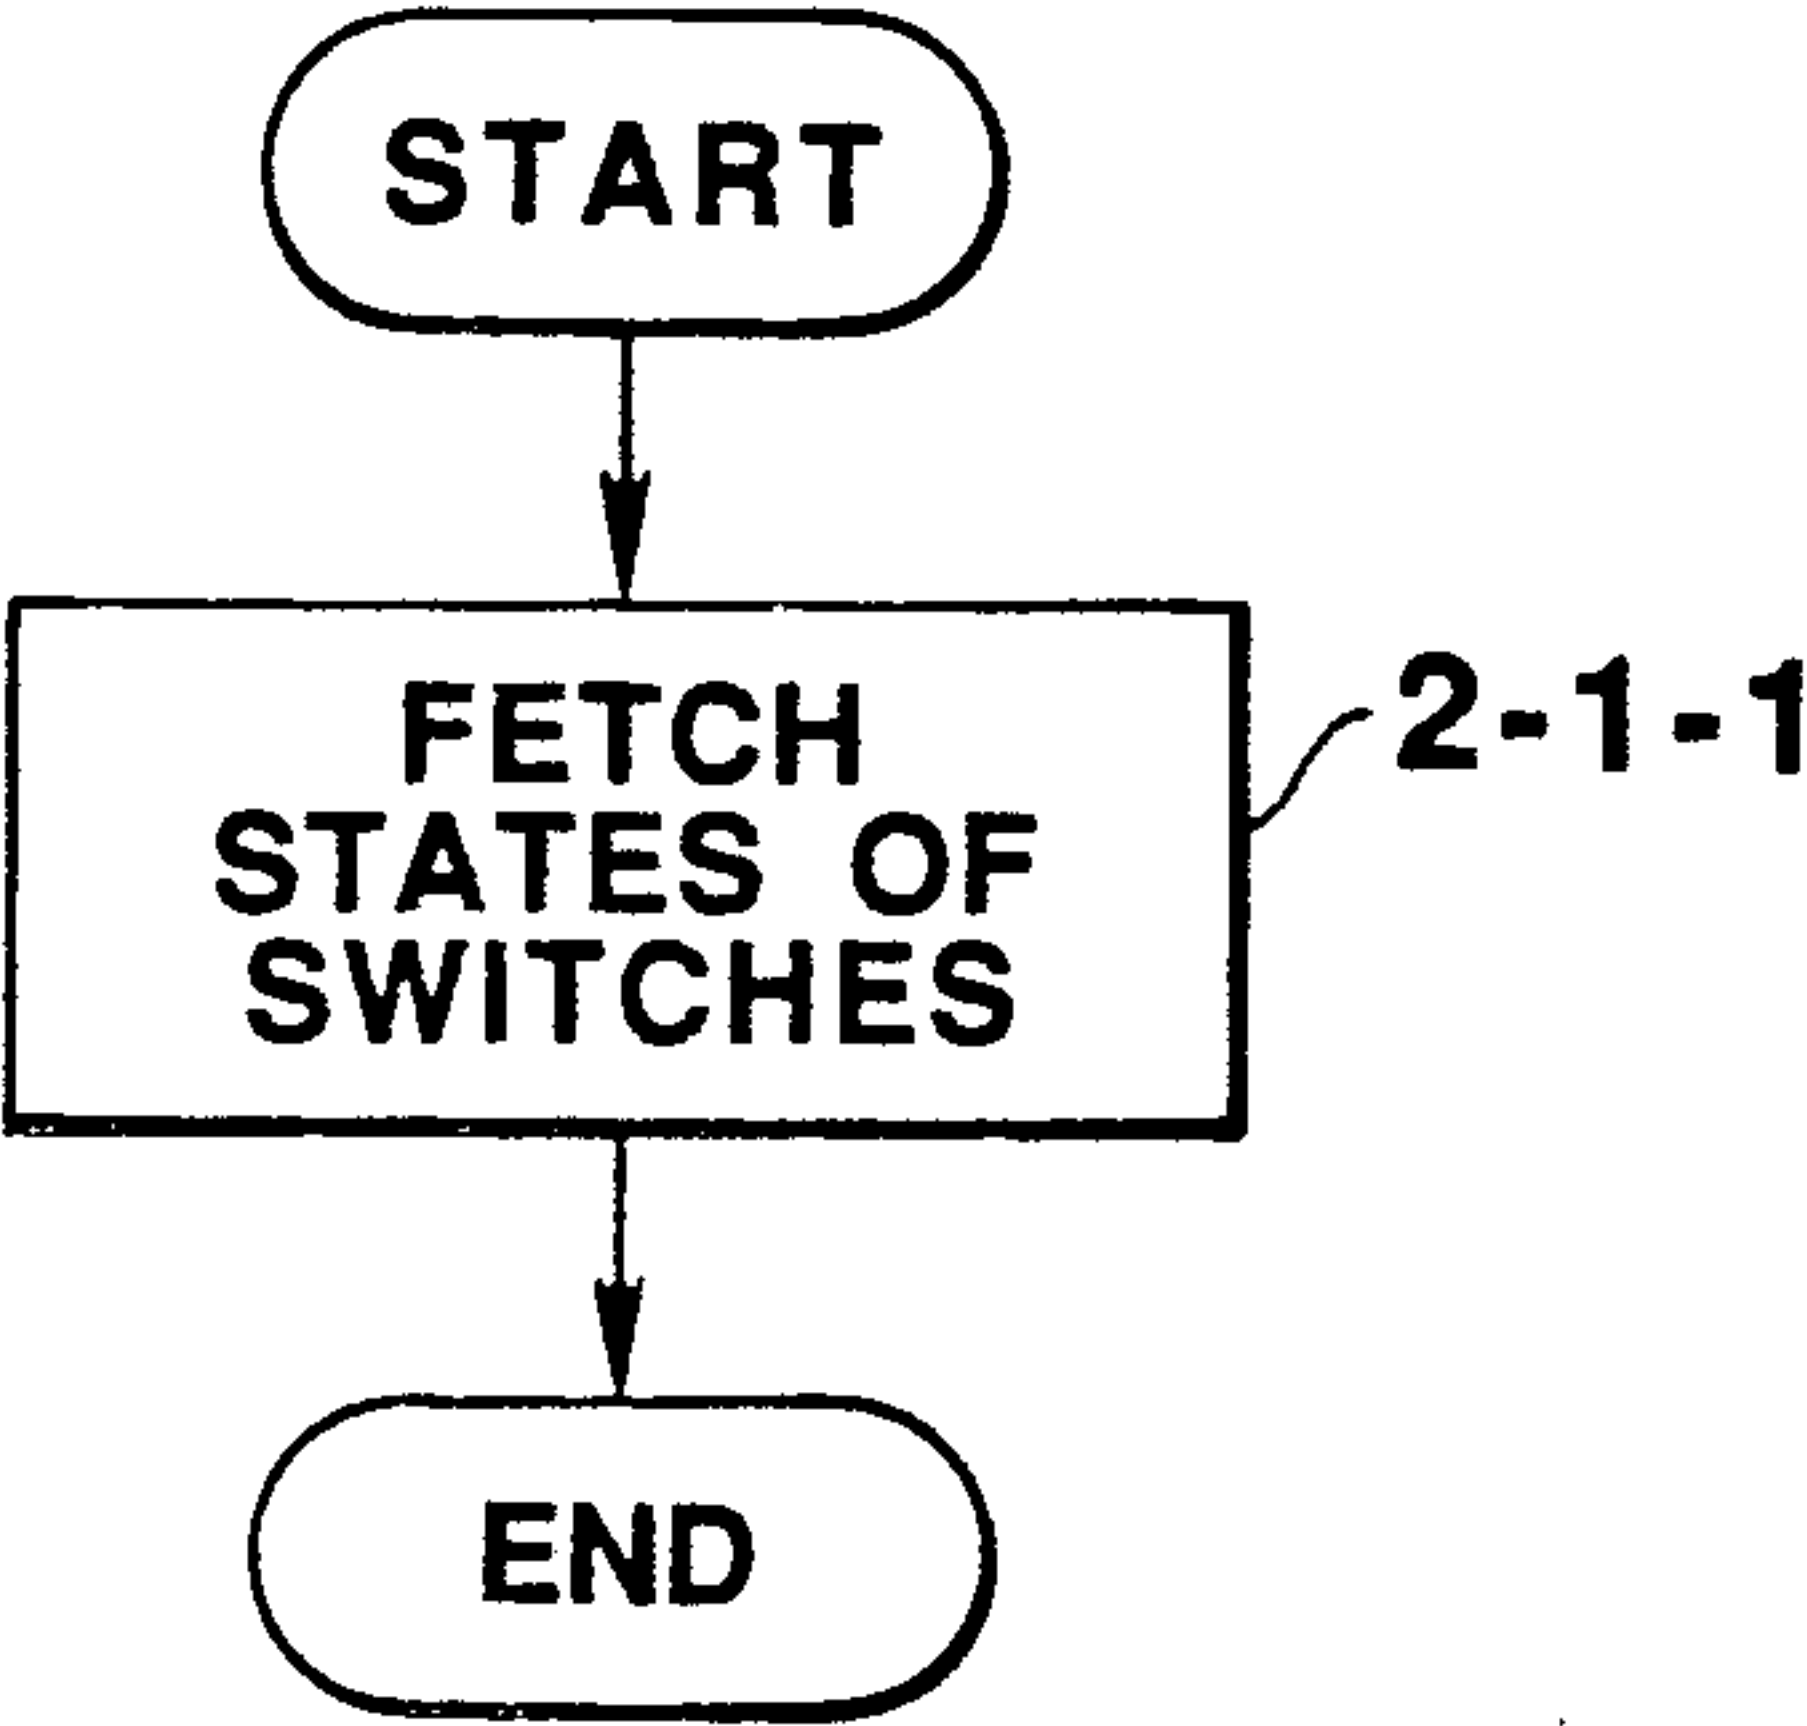 START
FETCH
STATES OF
SWITCHES
2-1-1
END